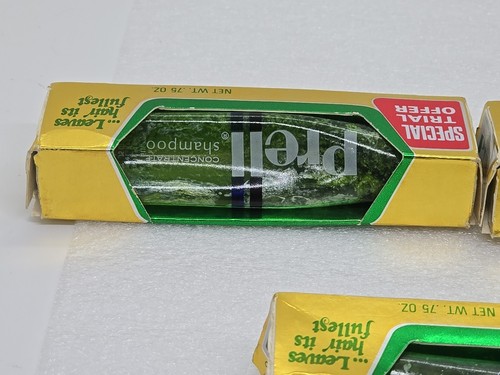 SPECIAL
TRIAL
OFFER
Prell®
CONCENTRATE
shampoo
... Leaves
hair its
fullest
NET WT. .75 OZ.
... Leaves
hair its
fullest
NET WT. .75 OZ.